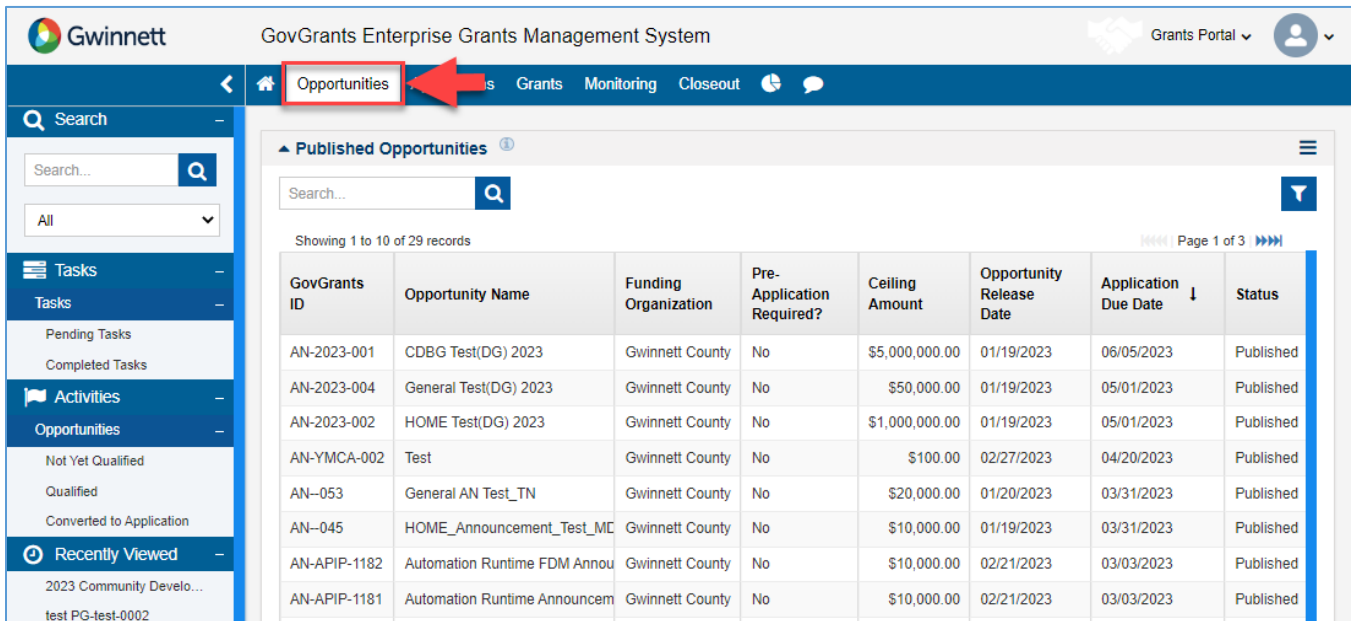 Gwinnett
GovGrants Enterprise Grants Management System
Grants Portal
Opportunities Grants Monitoring Closeout
Search
Search...
All
Tasks
Tasks
Pending Tasks
Completed Tasks
Activities
Opportunities
Not Yet Qualified
Qualified
Converted to Application
Recently Viewed
2023 Community Develo...
test PG-test-0002
Published Opportunities
Search...
Showing 1 to 10 of 29 records
Page 1 of 3
GovGrants ID Opportunity Name Funding Organization Pre-Application Required? Ceiling Amount Opportunity Release Date Application Due Date ↓ Status
AN-2023-001 CDBG Test(DG) 2023 Gwinnett County No $5,000,000.00 01/19/2023 06/05/2023 Published
AN-2023-004 General Test(DG) 2023 Gwinnett County No $50,000.00 01/19/2023 05/01/2023 Published
AN-2023-002 HOME Test(DG) 2023 Gwinnett County No $1,000,000.00 01/19/2023 05/01/2023 Published
AN-YMCA-002 Test Gwinnett County No $100.00 02/27/2023 04/20/2023 Published
AN--053 General AN Test_TN Gwinnett County No $20,000.00 01/20/2023 03/31/2023 Published
AN--045 HOME_Announcement_Test_MD Gwinnett County No $10,000.00 01/19/2023 03/31/2023 Published
AN-APIP-1182 Automation Runtime FDM Annou Gwinnett County No $10,000.00 02/21/2023 03/03/2023 Published
AN-APIP-1181 Automation Runtime Announcem Gwinnett County No $10,000.00 02/21/2023 03/03/2023 Published